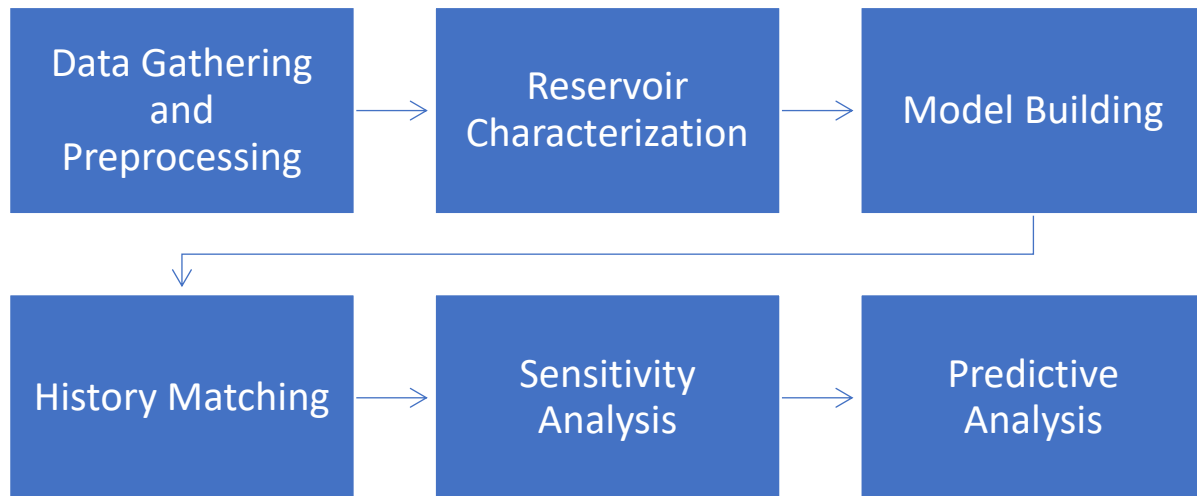 Data Gathering
and
Preprocessing
Reservoir
Characterization
Model Building
History Matching
Sensitivity
Analysis
Predictive
Analysis